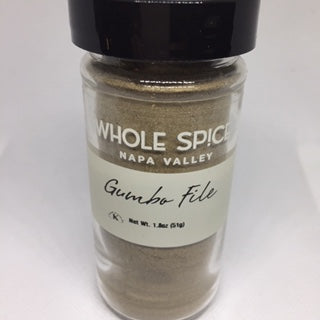 WHOLE SPICE
NAPA VALLEY
Gumbo File
K Net Wt. 1.8oz (51g)